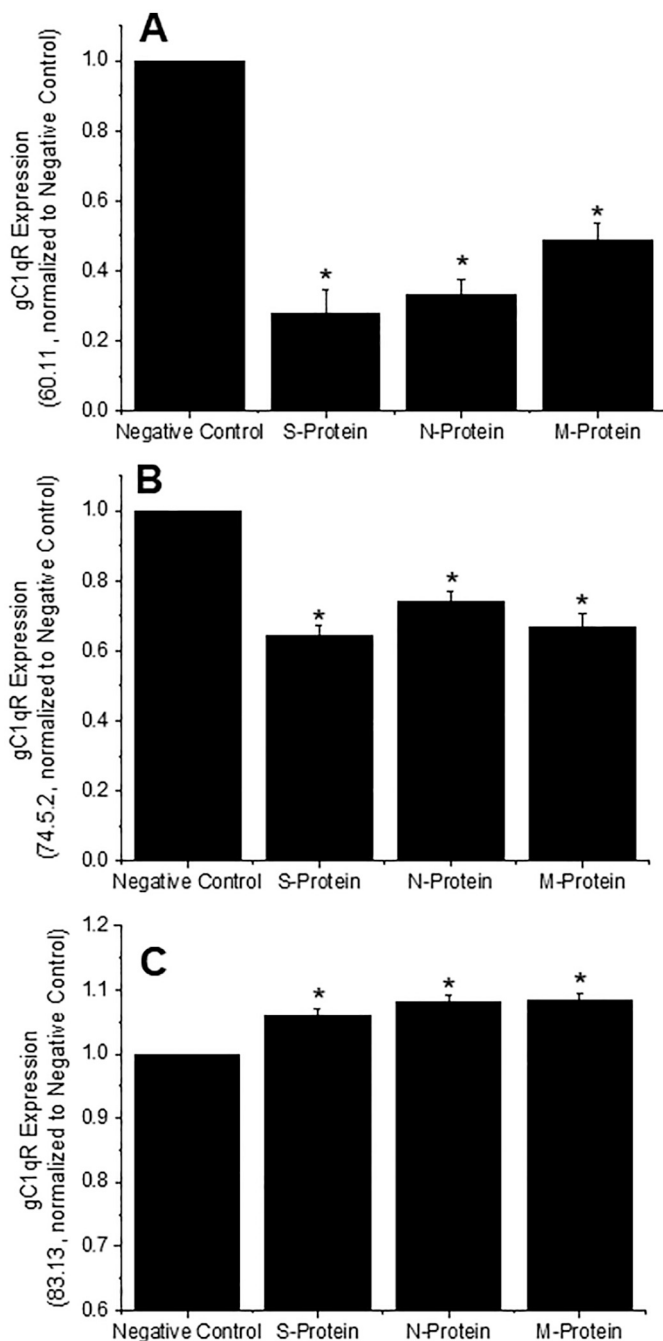 A
gC1qR Expression
(60.11, normalized to Negative Control)
1.0
0.8
0.6
0.4
0.2
0.0
* * *
Negative Control S-Protein N-Protein M-Protein
B
gC1qR Expression
(74.5.2, normalized to Negative Control)
1.0
0.8
0.6
0.4
0.2
0.0
* * *
Negative Control S-Protein N-Protein M-Protein
C
gC1qR Expression
(83.13, normalized to Negative Control)
1.2
1.1
1.0
0.9
0.8
0.7
0.6
* * *
Negative Control S-Protein N-Protein M-Protein